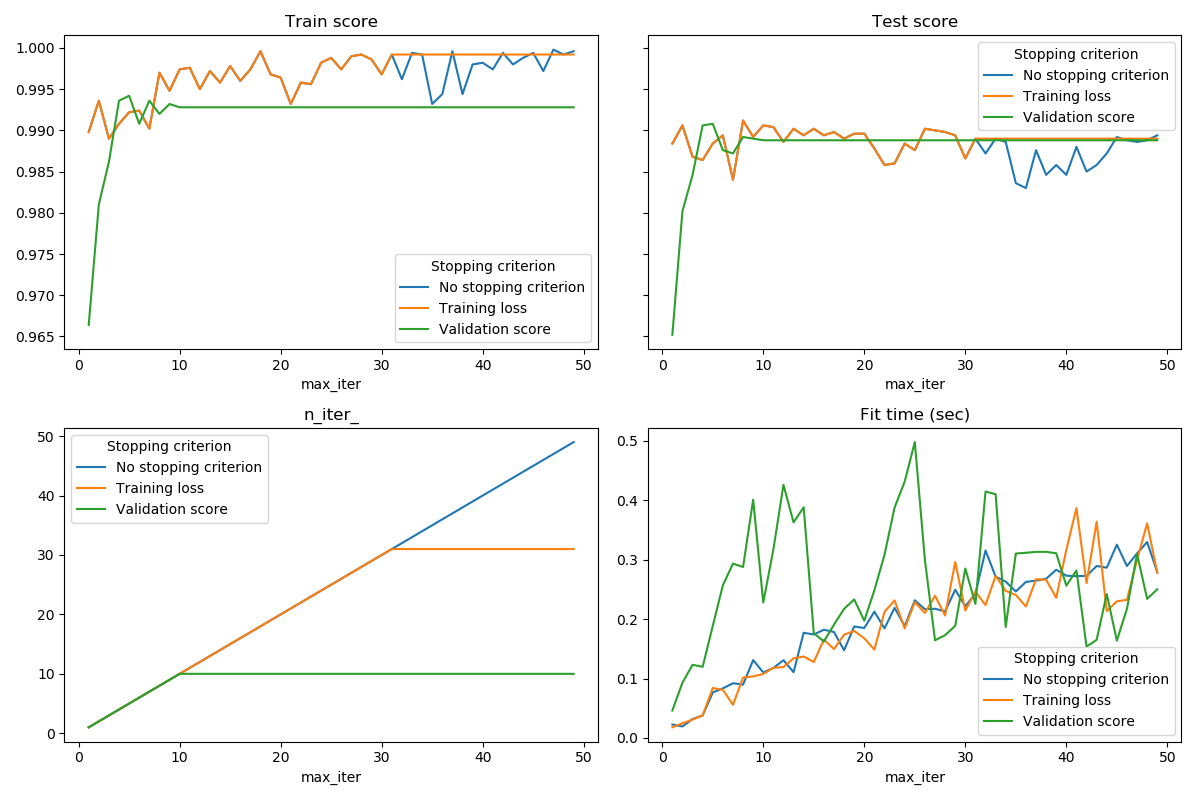 Train score
1.000
0.995
0.990
0.985
0.980
0.975
0.970
0.965
Stopping criterion
No stopping criterion
Training loss
Validation score
0 10 20 30 40 50
max_iter
Test score
Stopping criterion
No stopping criterion
Training loss
Validation score
0 10 20 30 40 50
max_iter
n_iter_
50
40
30
20
10
0
Stopping criterion
No stopping criterion
Training loss
Validation score
0 10 20 30 40 50
max_iter
Fit time (sec)
0.5
0.4
0.3
0.2
0.1
0.0
Stopping criterion
No stopping criterion
Training loss
Validation score
0 10 20 30 40 50
max_iter